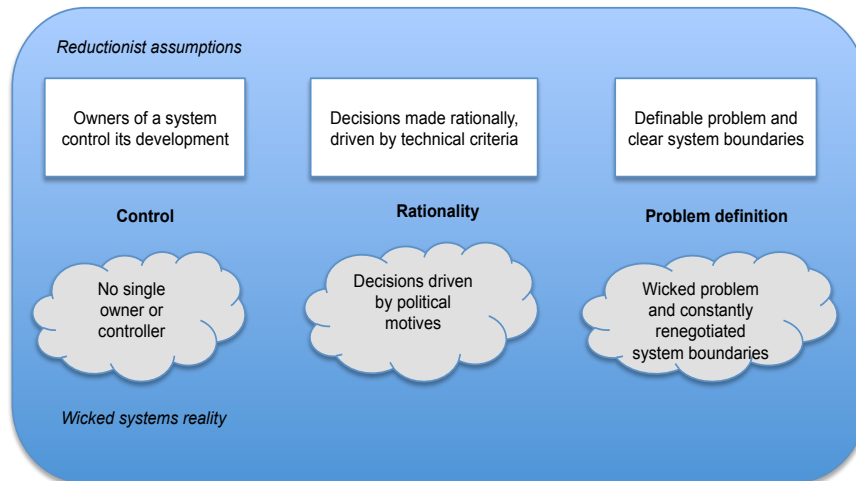 Reductionist assumptions
Owners of a system
control its development
Decisions made rationally,
driven by technical criteria
Definable problem and
clear system boundaries
Control
Rationality
Problem definition
No single
owner or
controller
Decisions driven
by political
motives
Wicked problem
and constantly
renegotiated
system boundaries
Wicked systems reality